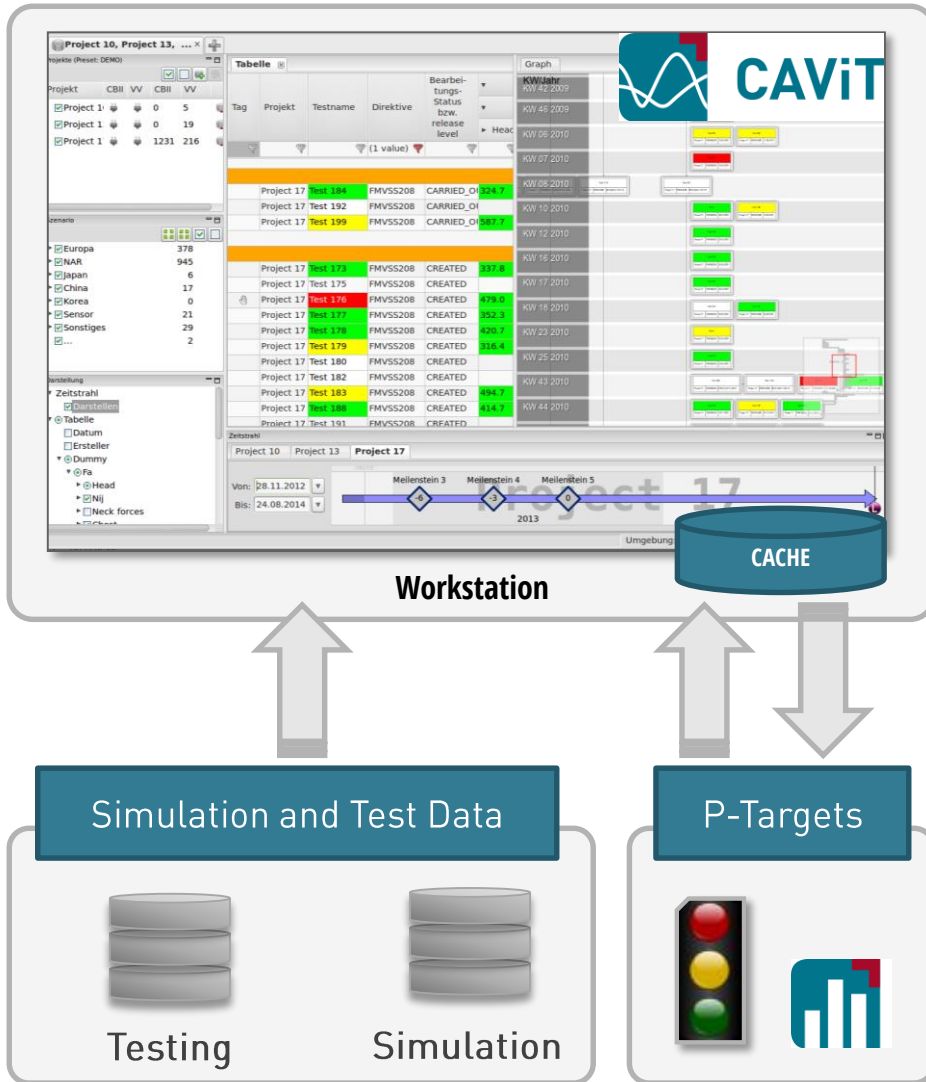 Project 10, Project 13, ... ×
Projekte (Preset: DEMO)
Projekt CBII VV CBII VV
Project 1 0 5
Project 1 0 19
Project 1 1231 216
Szenario
Europa 378
NAR 945
Japan 6
China 17
Korea 0
Sensor 21
Sonstiges 29
... 2
Darstellung
Zeitstrahl
Darstellen
Tabelle
Datum
Ersteller
Dummy
Fa
Head
Nij
Neck forces
Chest
Tabelle
Tag Projekt Testname Direktive Bearbei-
tungs-
Status
bzw.
release
level
Head
(1 value)
Project 17 Test 184 FMVSS208 CARRIED_O 324.7
Project 17 Test 192 FMVSS208 CARRIED_O
Project 17 Test 199 FMVSS208 CARRIED_O 587.7
Project 17 Test 173 FMVSS208 CREATED 337.8
Project 17 Test 175 FMVSS208 CREATED
Project 17 Test 176 FMVSS208 CREATED 479.0
Project 17 Test 177 FMVSS208 CREATED 352.3
Project 17 Test 178 FMVSS208 CREATED 420.7
Project 17 Test 179 FMVSS208 CREATED 316.4
Project 17 Test 180 FMVSS208 CREATED
Project 17 Test 182 FMVSS208 CREATED
Project 17 Test 183 FMVSS208 CREATED 494.7
Project 17 Test 188 FMVSS208 CREATED 414.7
Project 17 Test 191 FMVSS208 CREATED
Graph
KW/Jahr
KW 42 2009
KW 46 2009
KW 06 2010
KW 07 2010
KW 08 2010
KW 10 2010
KW 12 2010
KW 16 2010
KW 17 2010
KW 18 2010
KW 23 2010
KW 25 2010
KW 43 2010
KW 44 2010
CAViT
Zeitstrahl
Project 10 Project 13 Project 17
Von: 28.11.2012
Bis: 24.08.2014
Meilenstein 3 Meilenstein 4 Meilenstein 5
-6 -3 0
Project 17
2013
Umgebung:
CACHE
Workstation
Simulation and Test Data
P-Targets
Testing
Simulation